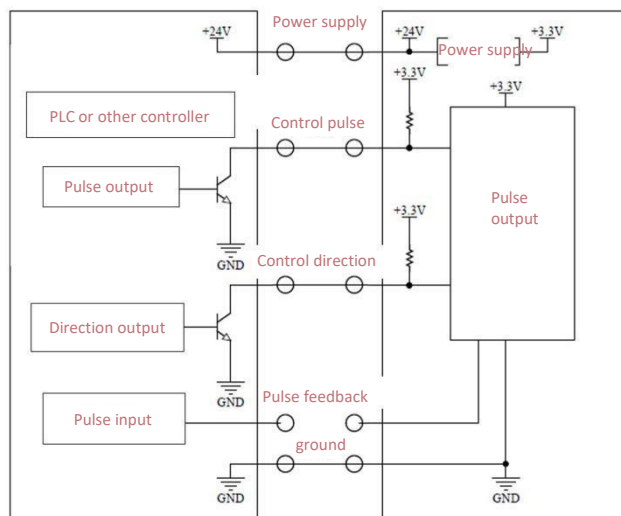 Power supply
+24V
+24V
Power supply
+3.3V
+3.3V
+3.3V
PLC or other controller
Control pulse
Pulse output
Pulse
output
+3.3V
GND
Control direction
Direction output
GND
Pulse feedback
Pulse input
ground
GND
GND